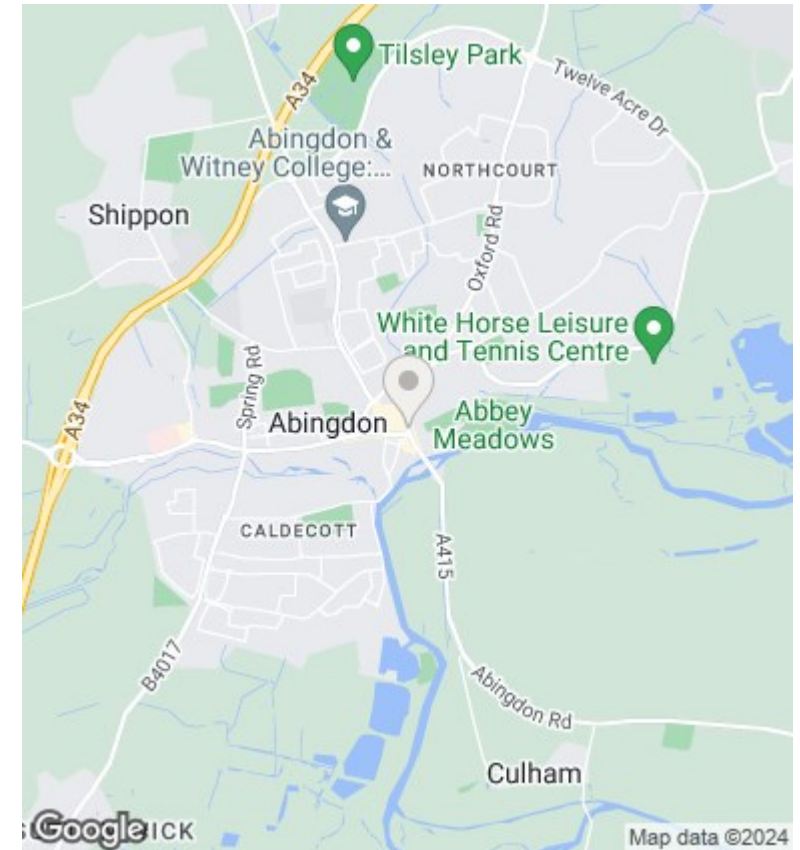 Tilsley Park
A34
Twelve Acre Dr
Abingdon &
Witney College:...
NORTHCOURT
Shippon
Oxford Rd
White Horse Leisure
and Tennis Centre
Spring Rd
A34
Abingdon
Abbey
Meadows
CALDECOTT
A415
B4017
Abingdon Rd
Culham
Google
ICK
Map data ©2024